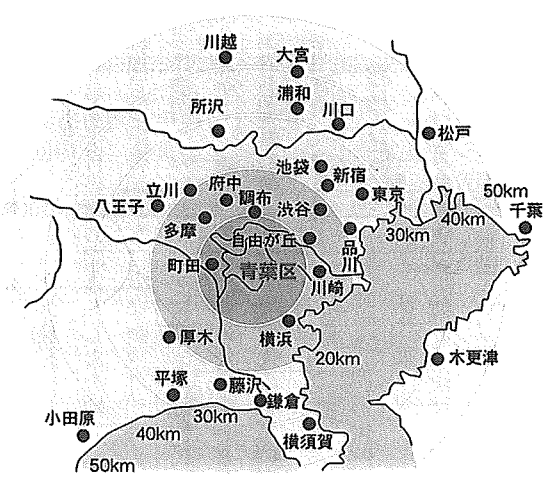 川越
大宮
浦和
所沢
川口
松戸
池袋
新宿
立川
府中
東京
50km
八王子
調布
渋谷
40km
千葉
多摩
自由が丘
品川
30km
町田
青葉区
川崎
厚木
横浜
20km
木更津
平塚
藤沢
鎌倉
小田原
30km
横須賀
40km
50km